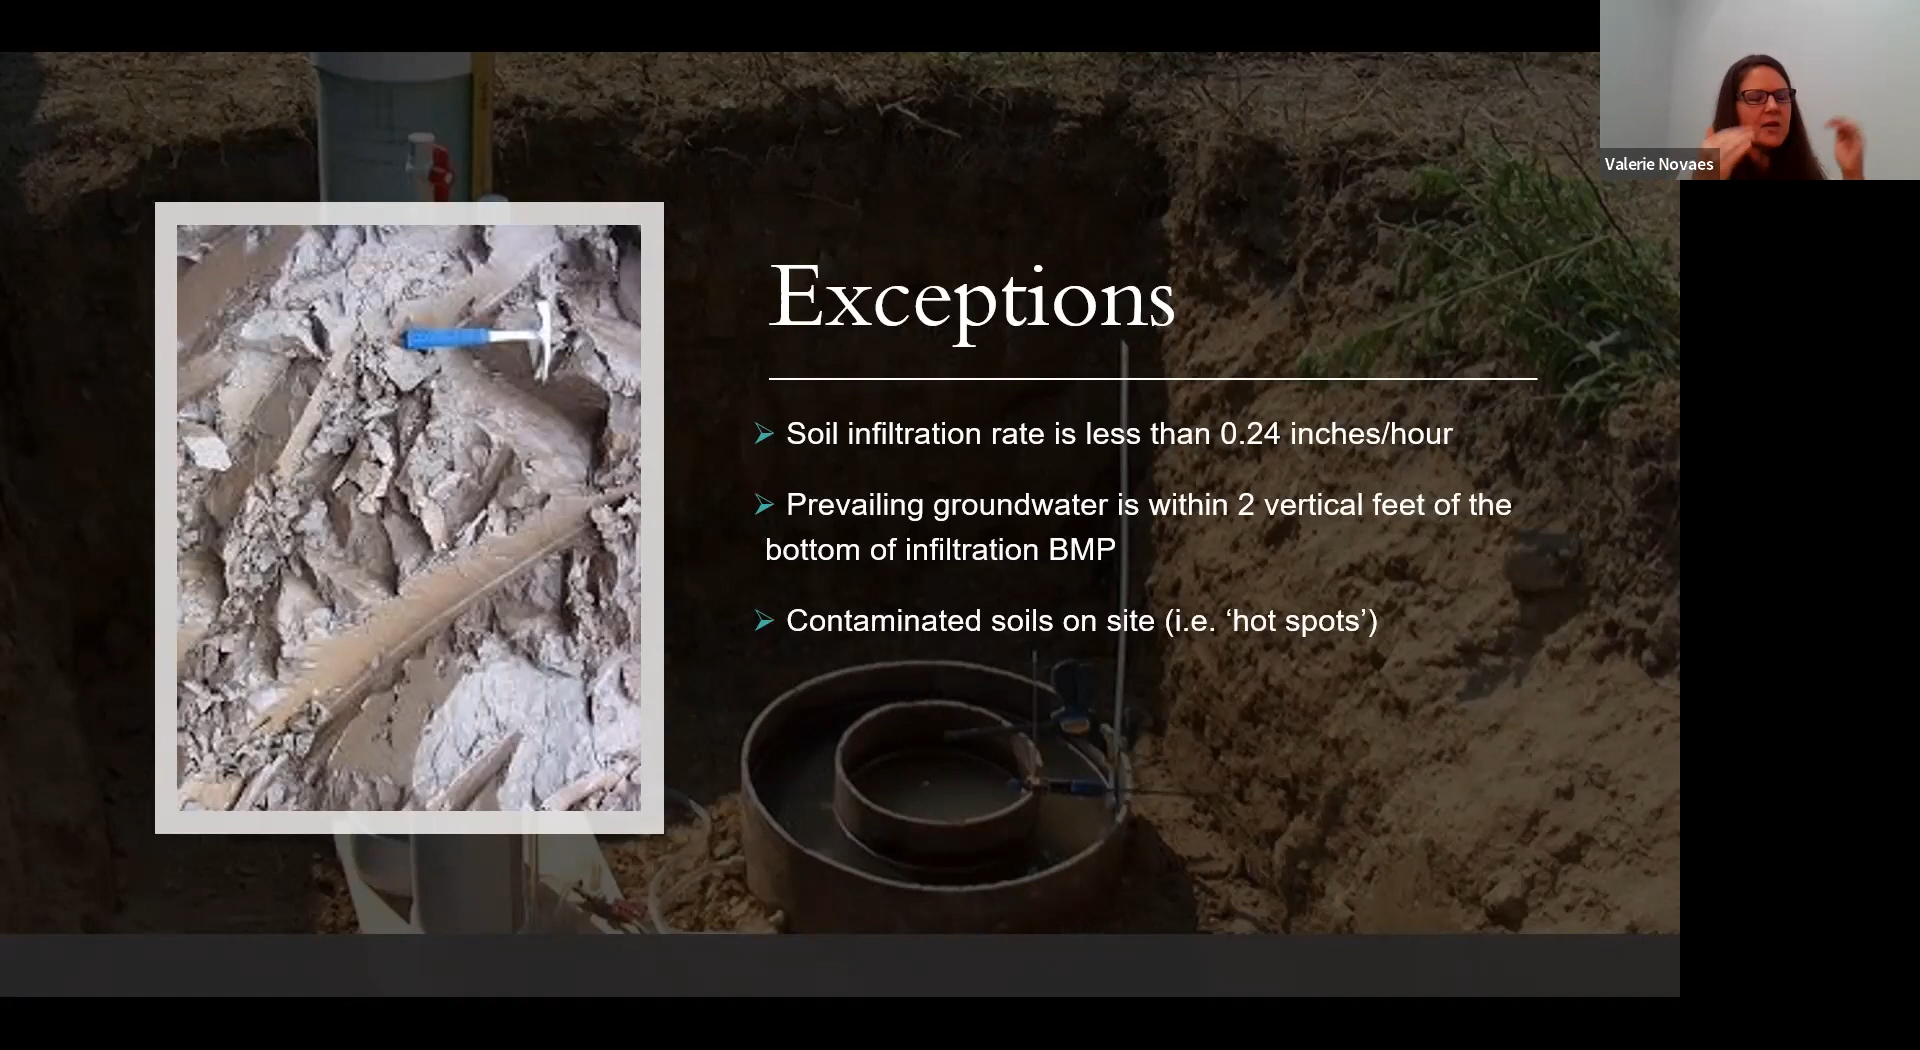 Valerie Novaes
Exceptions
➢ Soil infiltration rate is less than 0.24 inches/hour
➢ Prevailing groundwater is within 2 vertical feet of the
bottom of infiltration BMP
➢ Contaminated soils on site (i.e. ‘hot spots’)